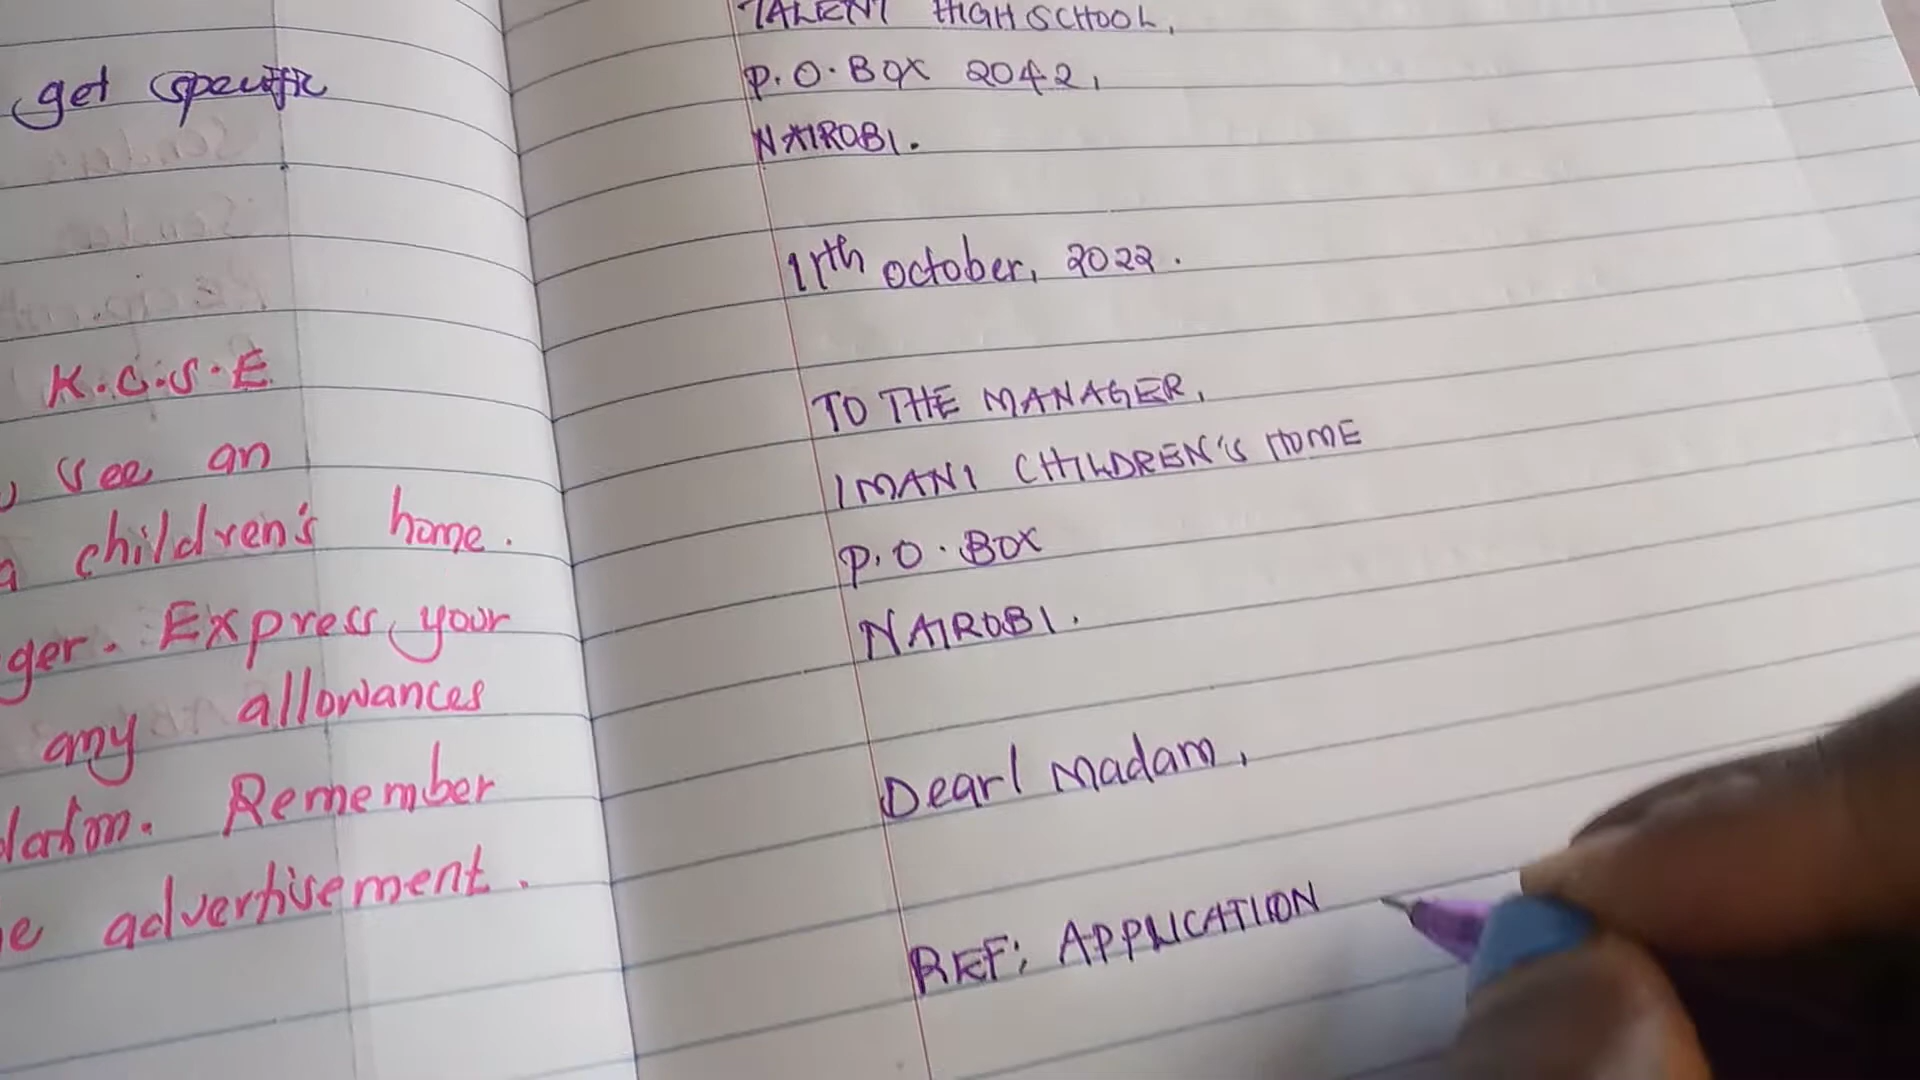 get specific
K.C.S.E
see an
a children's home.
ger. Express your
any allowances
Remember
e advertisement.
TALENT HIGH SCHOOL,
P.O. BOX 2042,
NAIROBI.
11th october, 2022.
TO THE MANAGER,
IMANI CHILDREN'S HOME
P.O. BOX
NAIROBI.
Dear Madam,
REF: APPLICATION